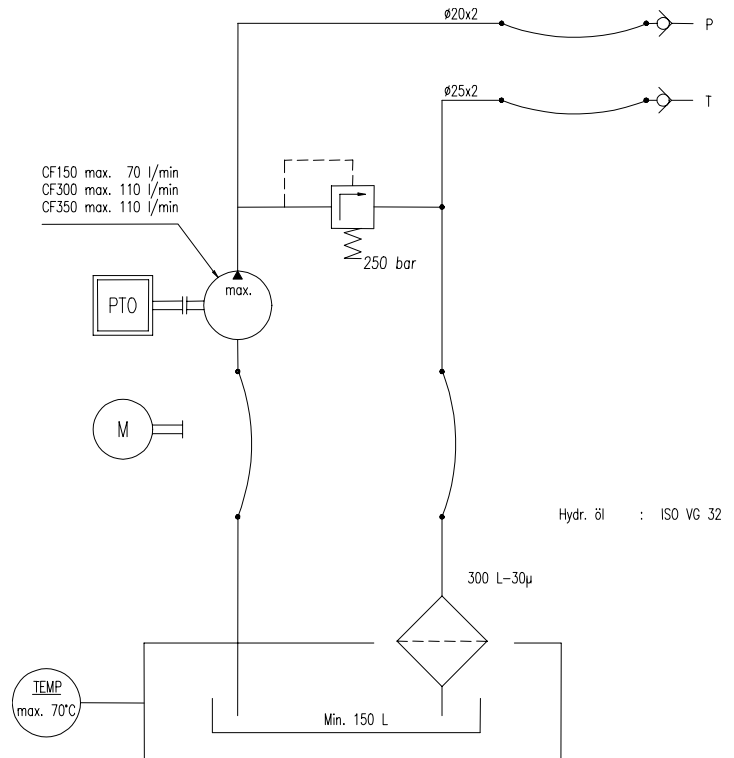 ø20x2
P
ø25x2
T
CF150 max. 70 l/min
CF300 max. 110 l/min
CF350 max. 110 l/min
250 bar
max.
PTO
M
Hydr. öl : ISO VG 32
300 L-30µ
TEMP
max. 70°C
Min. 150 L